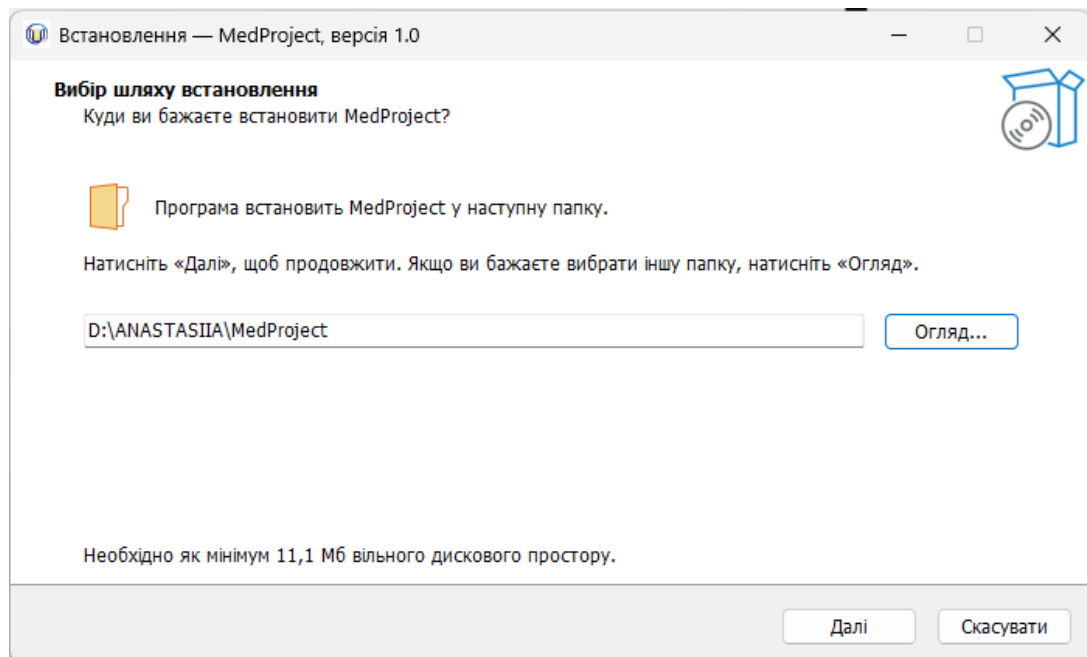 Встановлення — MedProject, версія 1.0
Вибір шляху встановлення
Куди ви бажаєте встановити MedProject?
Програма встановить MedProject у наступну папку.
Натисніть «Далі», щоб продовжити. Якщо ви бажаєте вибрати іншу папку, натисніть «Огляд».
D:\ANASTASIIA\MedProject
Огляд...
Необхідно як мінімум 11,1 Мб вільного дискового простору.
Далі
Скасувати